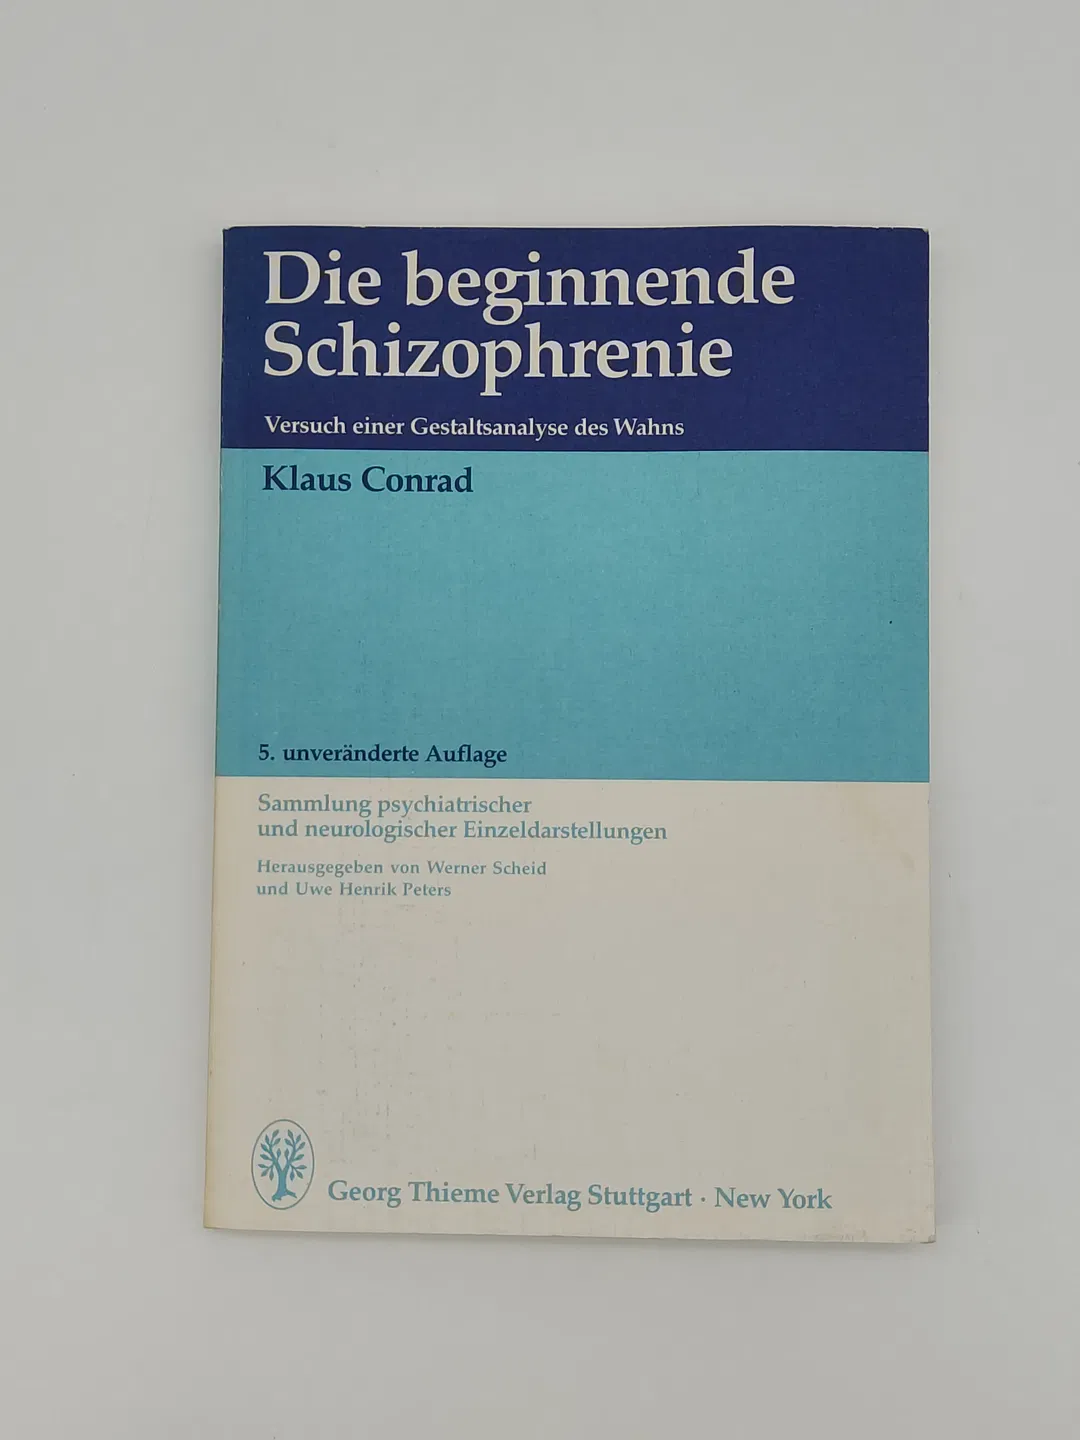 Die beginnende
Schizophrenie
Versuch einer Gestaltsanalyse des Wahns
Klaus Conrad
5. unveränderte Auflage
Sammlung psychiatrischer
und neurologischer Einzeldarstellungen
Herausgegeben von Werner Scheid
und Uwe Henrik Peters
Georg Thieme Verlag Stuttgart · New York